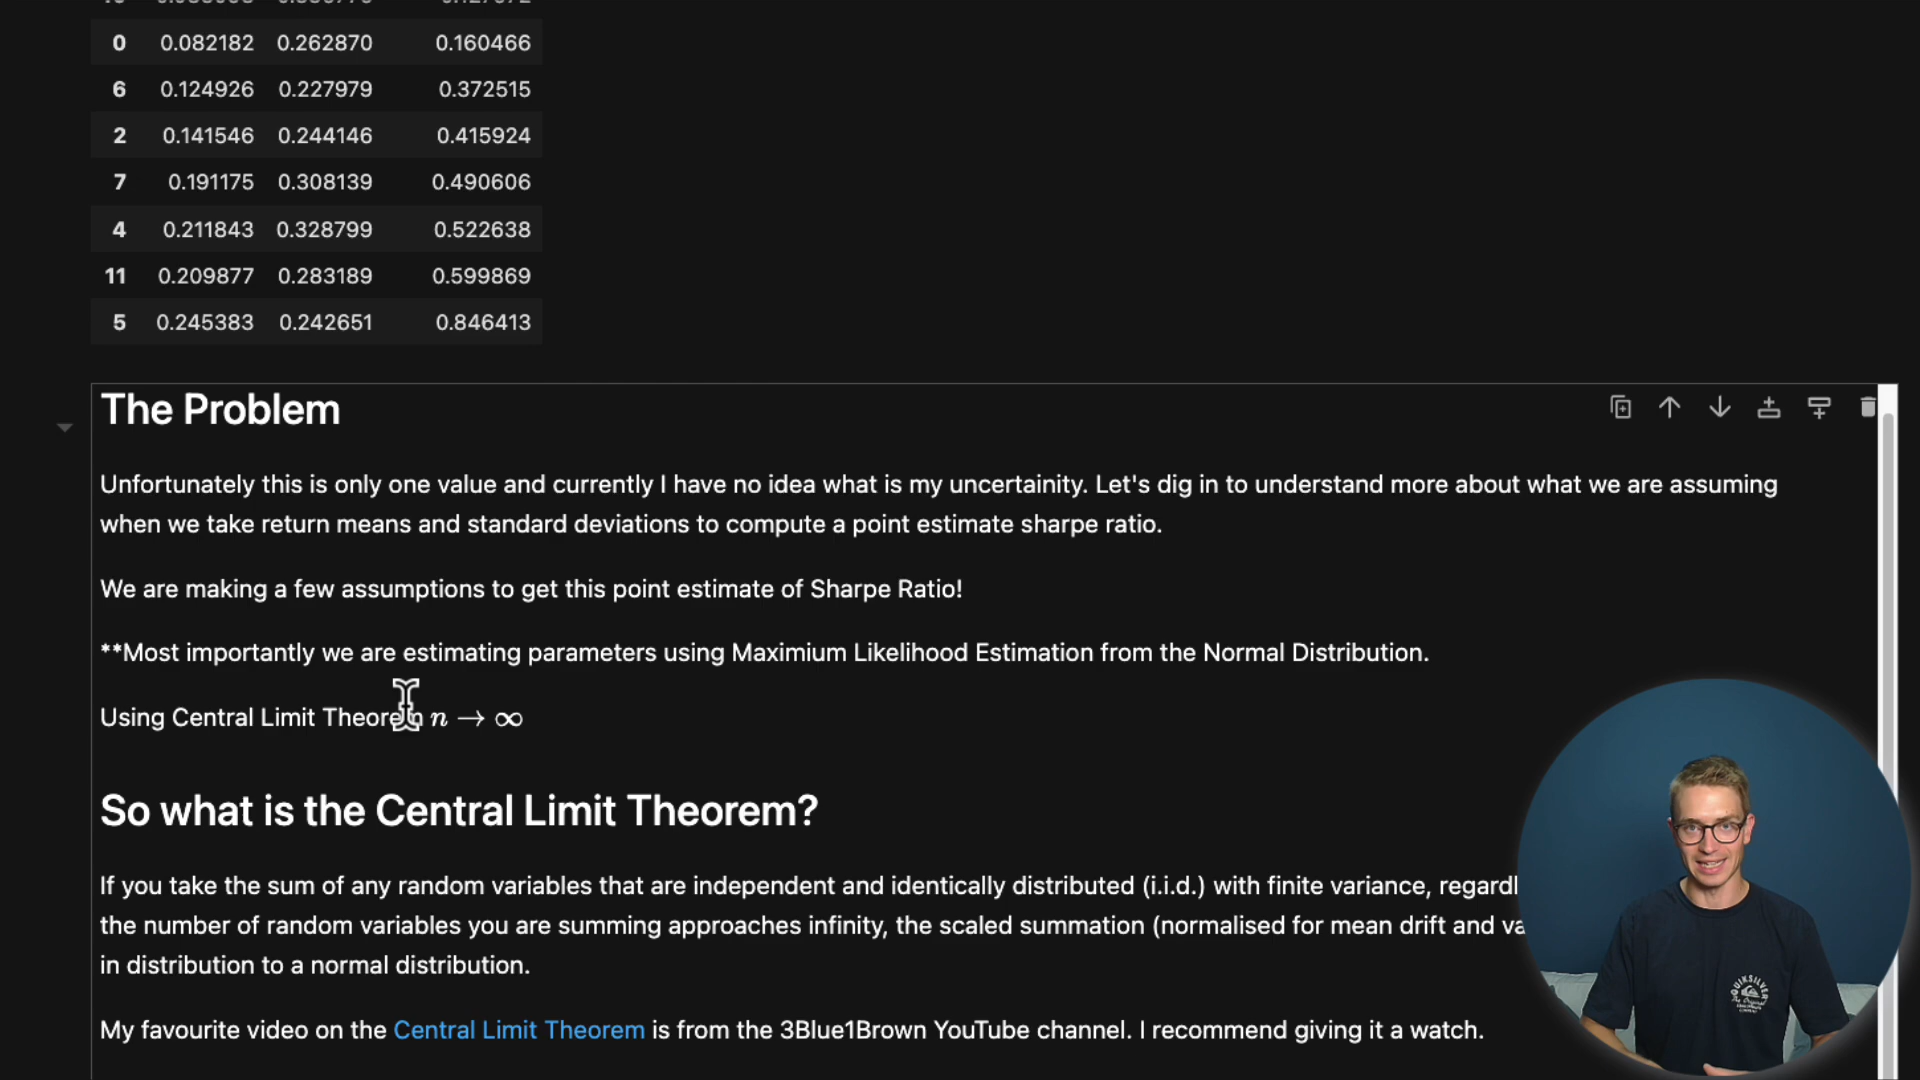 0 0.082182 0.262870 0.160466
6 0.124926 0.227979 0.372515
2 0.141546 0.244146 0.415924
7 0.191175 0.308139 0.490606
4 0.211843 0.328799 0.522638
11 0.209877 0.283189 0.599869
5 0.245383 0.242651 0.846413
The Problem
Unfortunately this is only one value and currently I have no idea what is my uncertainity. Let's dig in to understand more about what we are assuming
when we take return means and standard deviations to compute a point estimate sharpe ratio.
We are making a few assumptions to get this point estimate of Sharpe Ratio!
**Most importantly we are estimating parameters using Maximium Likelihood Estimation from the Normal Distribution.
Using Central Limit Theorem n → ∞
So what is the Central Limit Theorem?
If you take the sum of any random variables that are independent and identically distributed (i.i.d.) with finite variance, regardl
the number of random variables you are summing approaches infinity, the scaled summation (normalised for mean drift and va
in distribution to a normal distribution.
My favourite video on the Central Limit Theorem is from the 3Blue1Brown YouTube channel. I recommend giving it a watch.
QUIKSILVER